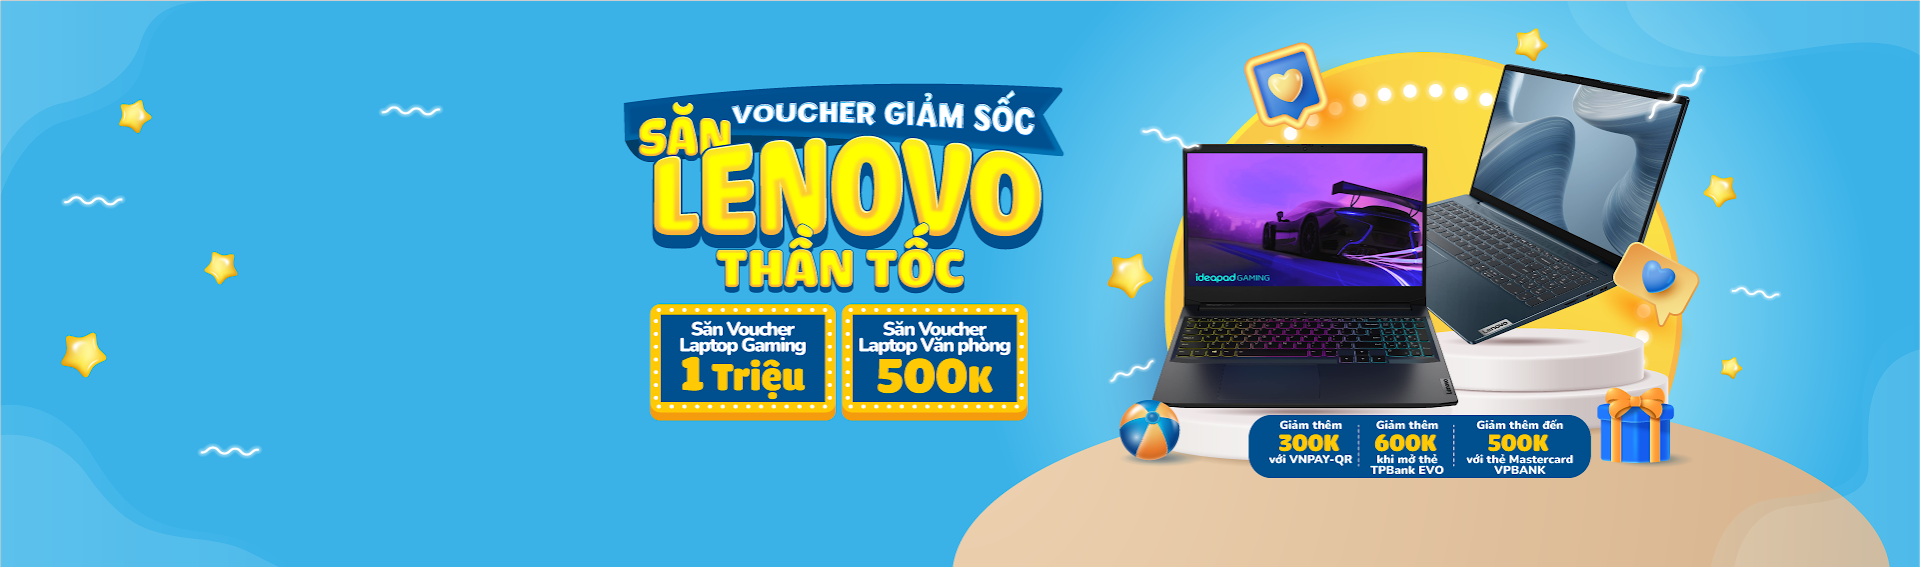 VOUCHER GIẢM SỐC
SĂN
LENOVO
THẦN TỐC
Săn Voucher
Laptop Gaming
1 Triệu
Săn Voucher
Laptop Văn phòng
500K
ideapad GAMING
Lenovo
Lenovo
Giảm thêm
300K
với VNPAY-QR
Giảm thêm
600K
khi mở thẻ
TPBank EVO
Giảm thêm đến
500K
với thẻ Mastercard
VPBANK